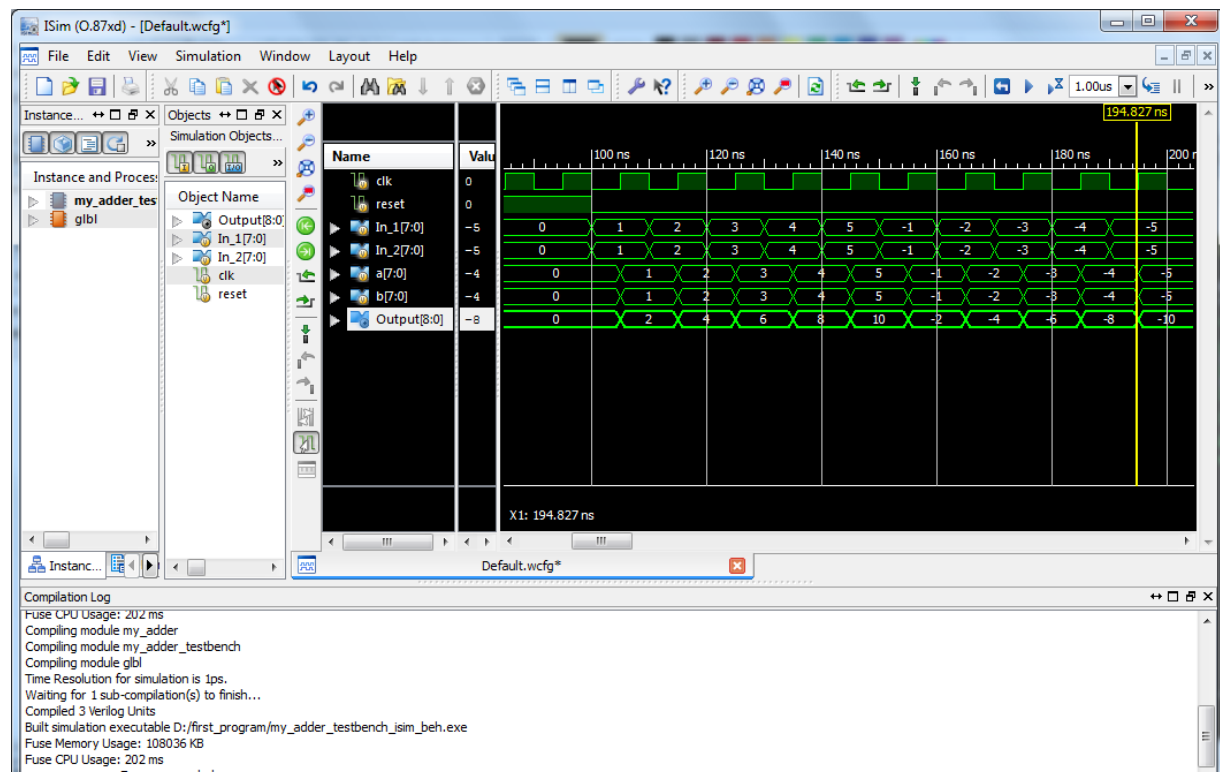 ISim (O.87xd) - [Default.wcfg*]
File Edit View Simulation Window Layout Help
1.00us
Instance...
Objects
Simulation Objects...
Instance and Process
my_adder_tes
glbl
Object Name
Output[8:0]
In_1[7:0]
In_2[7:0]
clk
reset
194.827 ns
Name Valu
100 ns 120 ns 140 ns 160 ns 180 ns 200 n
clk 0
reset 0
In_1[7:0] -5 0 1 2 3 4 5 -1 -2 -3 -4 -5
In_2[7:0] -5 0 1 2 3 4 5 -1 -2 -3 -4 -5
a[7:0] -4 0 1 2 3 4 5 -1 -2 -3 -4 -5
b[7:0] -4 0 1 2 3 4 5 -1 -2 -3 -4 -5
Output[8:0] -8 0 2 4 6 8 10 -2 -4 -6 -8 -10
X1: 194.827 ns
Instanc...
Default.wcfg*
Compilation Log
Fuse CPU Usage: 202 ms
Compiling module my_adder
Compiling module my_adder_testbench
Compiling module glbl
Time Resolution for simulation is 1ps.
Waiting for 1 sub-compilation(s) to finish...
Compiled 3 Verilog Units
Built simulation executable D:/first_program/my_adder_testbench_isim_beh.exe
Fuse Memory Usage: 108036 KB
Fuse CPU Usage: 202 ms